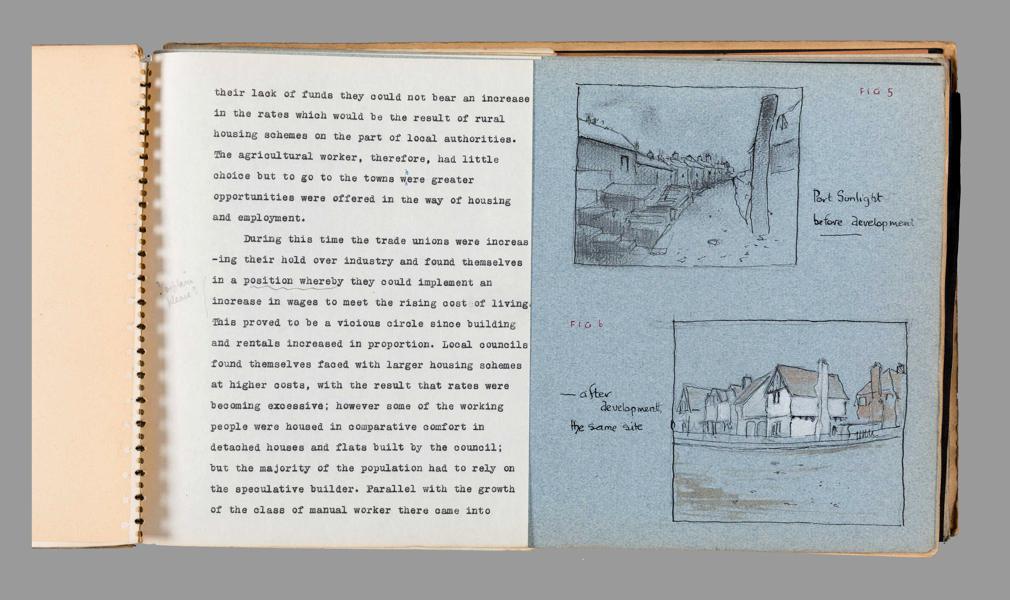 their lack of funds they could not bear an increase
in the rates which would be the result of rural
housing schemes on the part of local authorities.
The agricultural worker, therefore, had little
choice but to go to the towns were greater
opportunities were offered in the way of housing
and employment.
During this time the trade unions were increas
-ing their hold over industry and found themselves
in a position whereby they could implement an
increase in wages to meet the rising cost of living.
This proved to be a vicious circle since building
and rentals increased in proportion. Local councils
found themselves faced with larger housing schemes
at higher costs, with the result that rates were
becoming excessive; however some of the working
people were housed in comparative comfort in
detached houses and flats built by the council;
but the majority of the population had to rely on
the speculative builder. Parallel with the growth
of the class of manual worker there came into
please?
FIG 5
Port Sunlight
before development
FIG 6
— after
development,
the same site